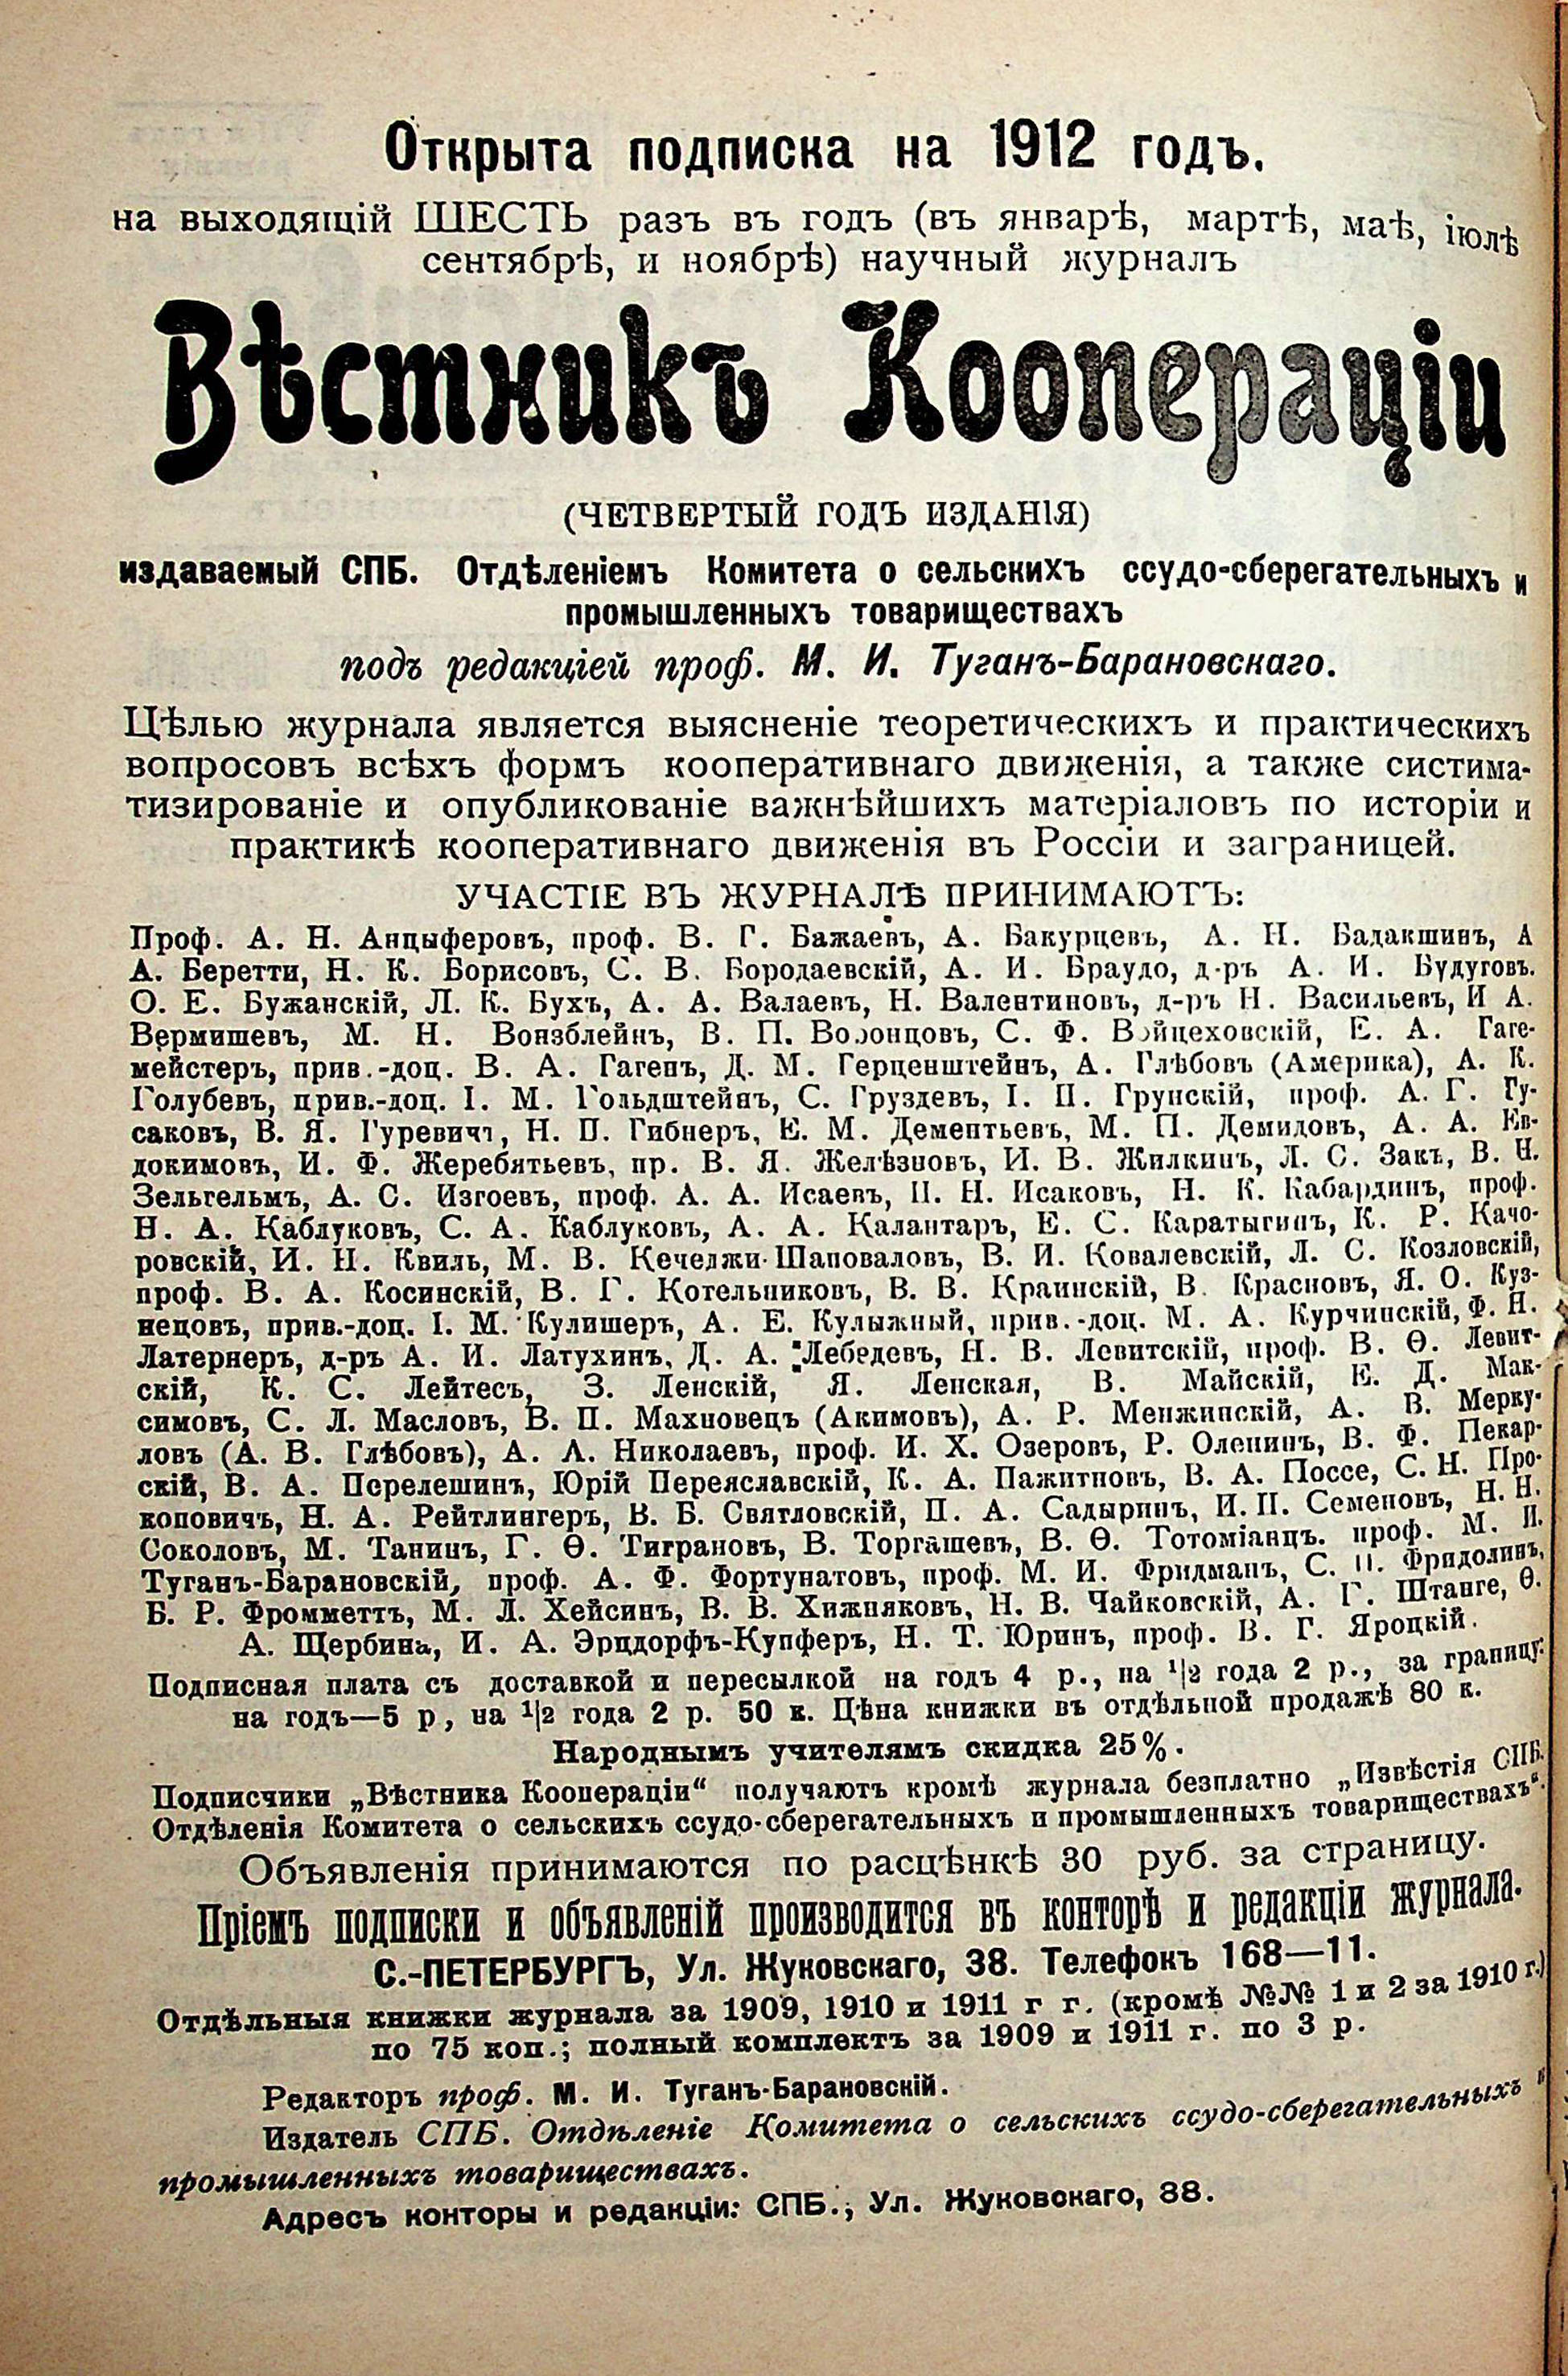 Открыта подписка на 1912 годъ.
на выходящій ШЕСТЬ разъ въ годъ (въ январѣ, мартѣ, маѣ, іюлѣ
сентябрѣ, и ноябрѣ) научный журналъ
Вѣстникъ Коопераціи
(ЧЕТВЕРТЫЙ ГОДЪ ИЗДАНІЯ)
издаваемый СПБ. Отдѣленіемъ Комитета о сельскихъ ссудо-сберегательныхъ и
промышленныхъ товариществахъ
подъ редакціей проф. М. И. Туганъ-Барановскаго.
Цѣлью журнала является выясненіе теоретическихъ и практическихъ
вопросовъ всѣхъ формъ кооперативнаго движенія, а также система-
тизированіе и опубликованіе важнѣйшихъ матеріаловъ по исторіи и
практикѣ кооперативнаго движенія въ Россіи и заграницей.
УЧАСТІЕ ВЪ ЖУРНАЛѢ ПРИНИМАЮТЪ:
Проф. А. Н. Анцыферовъ, проф. В. Г. Бажаевъ, А. Бакурцевъ, А. Н. Бадакшинъ, А
А. Беретти, Н. К. Борисовъ, С. В. Бородаевскій, А. И. Браудо, д-ръ А. И. Будуговъ.
О. Е. Бужанскій, Л. К. Бухъ, А. А. Валаевъ, Н. Валентиновъ, д-ръ Н. Васильевъ, И А.
Вермишевъ, М. Н. Вонзблейнъ, В. П. Воронцовъ, С. Ф. Войцеховскій, Е. А. Гаге-
мейстеръ, прив.-доц. В. А. Гагенъ, Д. М. Герценштейнъ, А. Глѣбовъ (Америка), А. К.
Голубевъ, прив.-доц. І. М. Гольдштейнъ, С. Груздевъ, І. П. Грунскій, проф. А. Г. Гу-
саковъ, В. Я. Гуревичъ, Н. П. Гибнеръ, Е. М. Дементьевъ, М. П. Демидовъ, А. А. Ев-
докимовъ, И. Ф. Жеребятьевъ, пр. В. Я. Желѣзновъ, И. В. Жилкинъ, Л. С. Закъ, В. Н.
Зельгельмъ, А. С. Изгоевъ, проф. А. А. Исаевъ, П. Н. Исаковъ, Н. К. Кабардинъ, проф.
Н. А. Каблуковъ, С. А. Каблуковъ, А. А. Калантаръ, Е. С. Каратыгинъ, К. Р. Качо-
ровскій, И. Н. Квиль, М. В. Кечеджи-Шаповаловъ, В. И. Ковалевскій, Л. С. Козловскій,
проф. В. А. Косинскій, В. Г. Котельниковъ, В. В. Краинскій, В. Красновъ, Я. О. Куз-
нецовъ, прив.-доц. І. М. Кулишеръ, А. Е. Кулыжный, прив.-доц. М. А. Курчинскій, Ф. Н.
Латернеръ, д-ръ А. И. Латухинъ, Д. А. Лебедевъ, Н. В. Левитскій, проф. В. Ѳ. Левит-
скій, К. С. Лейтесъ, З. Ленскій, Я. Ленская, В. Майскій, Е. Д. Мак-
симовъ, С. Л. Масловъ, В. П. Махновецъ (Акимовъ), А. Р. Менжинскій, А. В. Мерку-
ловъ (А. В. Глѣбовъ), А. А. Николаевъ, проф. И. Х. Озеровъ, Р. Оленинъ, В. Ф. Пекар-
скій, В. А. Перелешинъ, Юрій Переяславскій, К. А. Пажитновъ, В. А. Поссе, С. Н. Про-
коповичъ, Н. А. Рейтлингеръ, В. Б. Святловскій, П. А. Садыринъ, И. П. Семеновъ, Н. Н.
Соколовъ, М. Танинъ, Г. Ѳ. Тиграновъ, В. Торгашевъ, В. Ѳ. Тотоміанцъ. проф. М. И.
Туганъ-Барановскій, проф. А. Ф. Фортунатовъ, проф. М. И. Фридманъ, С. П. Фридолинъ,
Б. Р. Фромметтъ, М. Л. Хейсинъ, В. В. Хижняковъ, Н. В. Чайковскій, А. Г. Штанге, Ѳ.
А. Щербина, И. А. Эрцдорфъ-Купферъ, Н. Т. Юринъ, проф. В. Г. Яроцкій.
Подписная плата съ доставкой и пересылкой на годъ 4 р., на 1/2 года 2 р., за границу:
на годъ—5 р, на 1/2 года 2 р. 50 к. Цѣна книжки въ отдѣльной продажѣ 80 к.
Народнымъ учителямъ скидка 25%.
Подписчики „Вѣстника Коопераціи“ получаютъ кромѣ журнала безплатно „Извѣстія СПБ.
Отдѣленія Комитета о сельскихъ ссудо-сберегательныхъ и промышленныхъ товариществахъ“.
Объявленія принимаются по расцѣнкѣ 30 руб. за страницу.
Пріемъ подписки и объявленій производится въ конторѣ и редакціи журнала.
С.-ПЕТЕРБУРГЪ, Ул. Жуковскаго, 38. Телефонъ 168—11.
Отдѣльныя книжки журнала за 1909, 1910 и 1911 г г. (кромѣ №№ 1 и 2 за 1910 г.)
по 75 коп.; полный комплектъ за 1909 и 1911 г. по 3 р.
Редакторъ проф. М. И. Туганъ-Барановскій.
Издатель СПБ. Отдѣленіе Комитета о сельскихъ ссудо-сберегательныхъ и
промышленныхъ товариществахъ.
Адресъ конторы и редакціи: СПБ., Ул. Жуковскаго, 38.